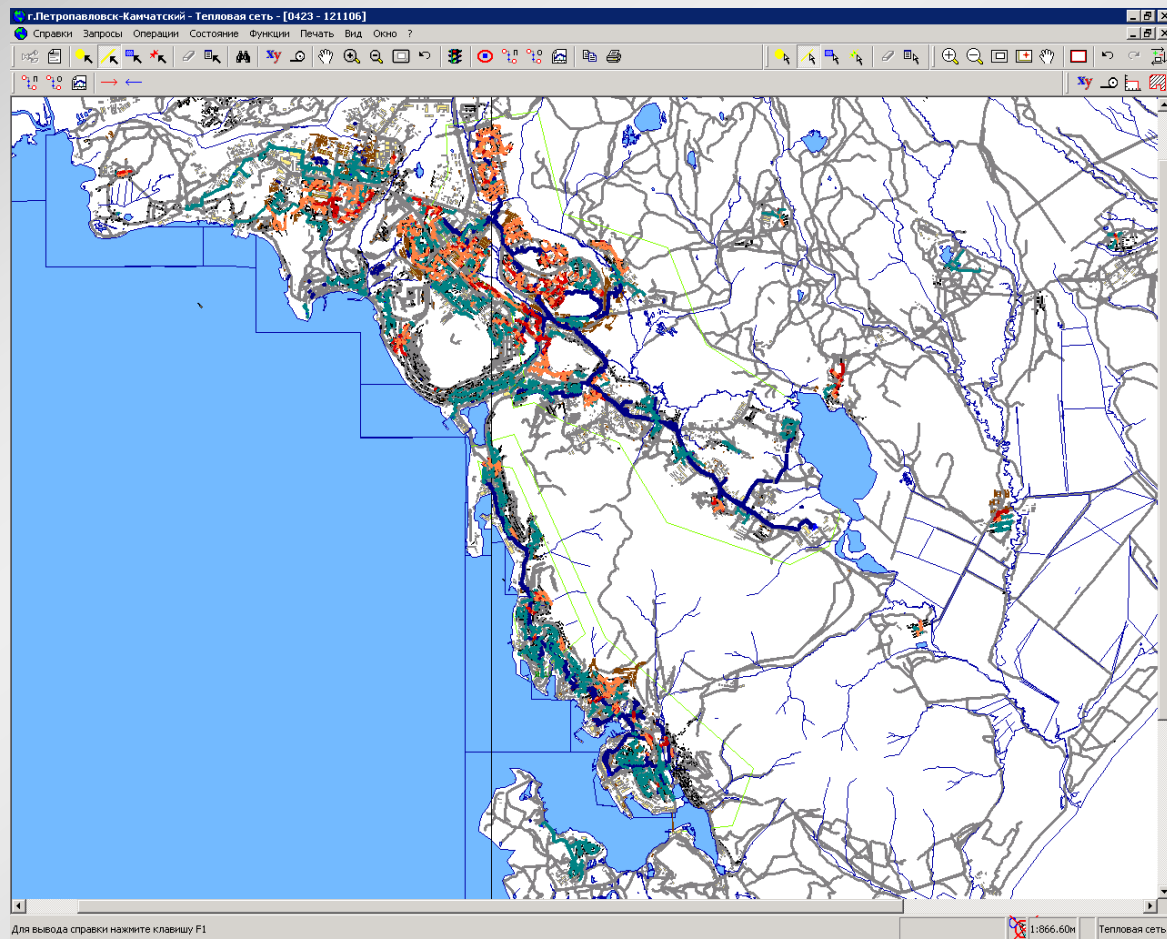 г.Петропавловск-Камчатский - Тепловая сеть - [0423 - 121106]
Справки Запросы Операции Состояние Функции Печать Вид Окно ?
Для вывода справки нажмите клавишу F1
1:866.60м
Тепловая сеть